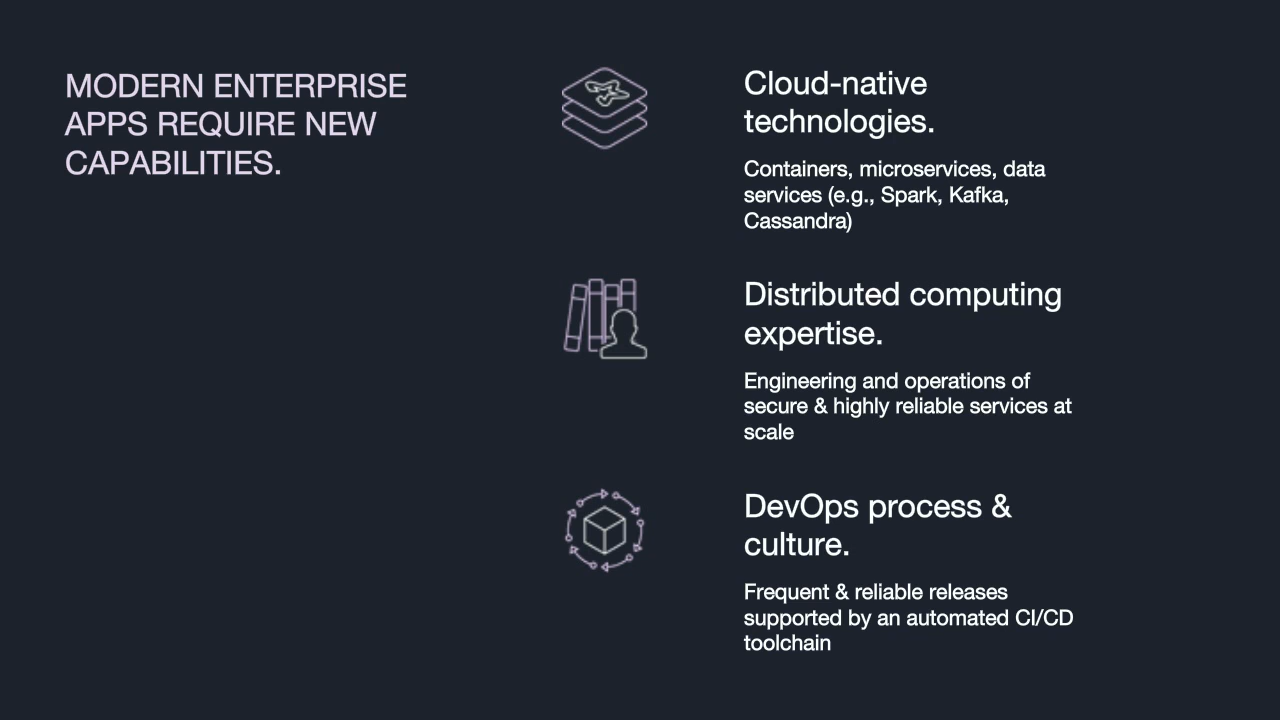 MODERN ENTERPRISE
APPS REQUIRE NEW
CAPABILITIES.
Cloud-native
technologies.
Containers, microservices, data
services (e.g., Spark, Kafka,
Cassandra)
Distributed computing
expertise.
Engineering and operations of
secure & highly reliable services at
scale
DevOps process &
culture.
Frequent & reliable releases
supported by an automated CI/CD
toolchain